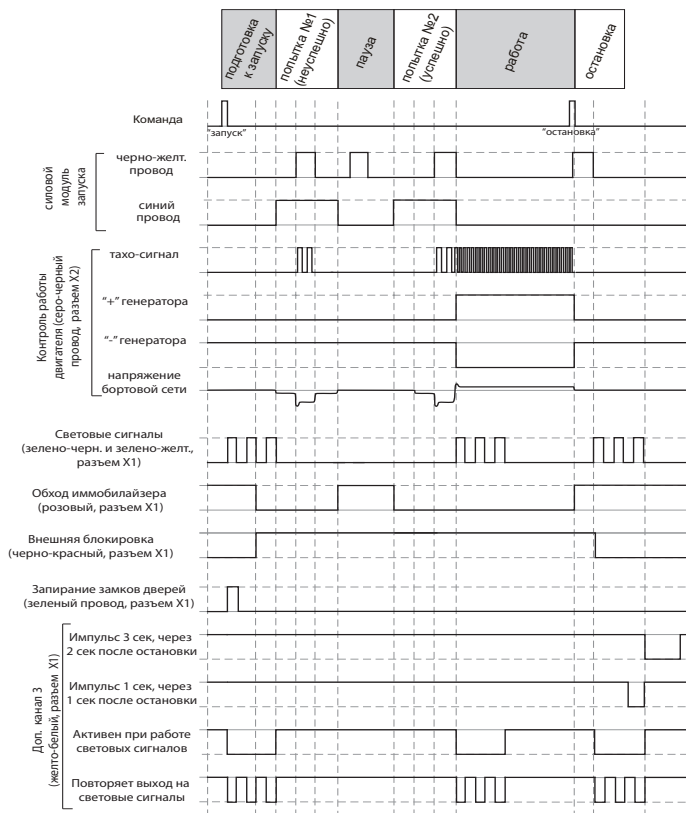 подготовка
к запуску
попытка №1
(неуспешно)
пауза
попытка №2
(успешно)
работа
остановка
Команда
"запуск"
"остановка"
силовой
модуль
запуска
черно-желт.
провод
синий
провод
Контроль работы
двигателя (серо-черный
провод, разъем X2)
тахо-сигнал
"+" генератора
"-" генератора
напряжение
бортовой сети
Световые сигналы
(зелено-черн. и зелено-желт.,
разъем X1)
Обход иммобилайзера
(розовый, разъем X1)
Внешняя блокировка
(черно-красный, разъем X1)
Запирание замков дверей
(зеленый провод, разъем X1)
Доп. канал 3
(желто-белый, разъем X1)
Импульс 3 сек, через
2 сек после остановки
Импульс 1 сек, через
1 сек после остановки
Активен при работе
световых сигналов
Повторяет выход на
световые сигналы